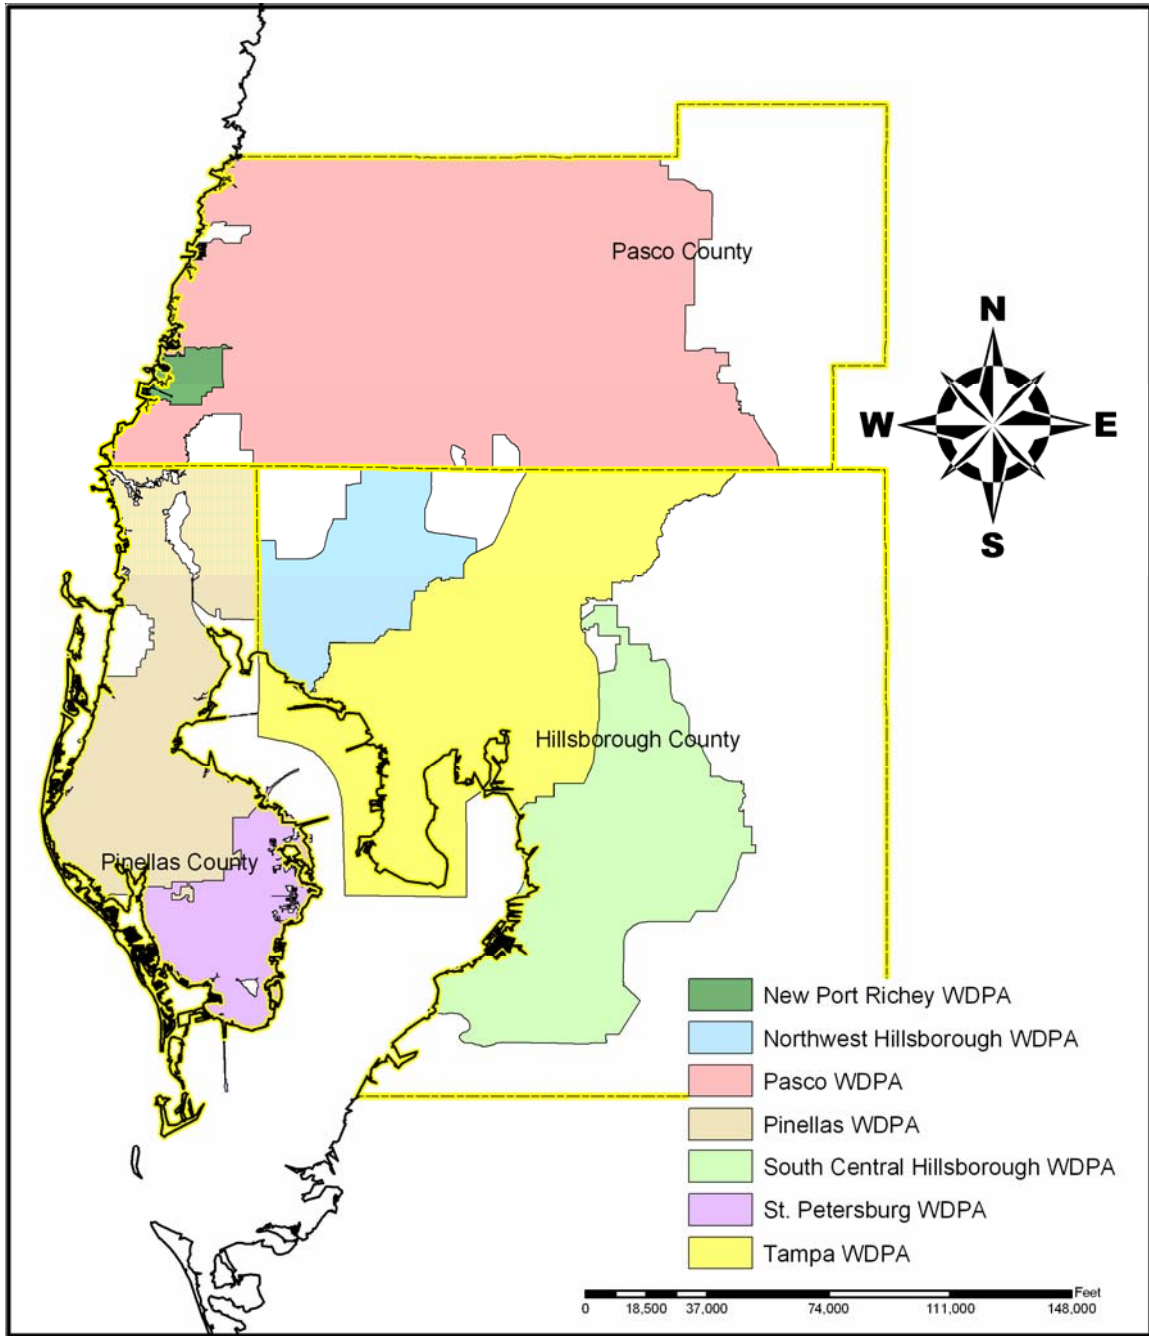 Pasco County
N
W
E
S
Hillsborough County
Pinellas County
New Port Richey WDPA
Northwest Hillsborough WDPA
Pasco WDPA
Pinellas WDPA
South Central Hillsborough WDPA
St. Petersburg WDPA
Tampa WDPA
Feet
0 18,500 37,000 74,000 111,000 148,000